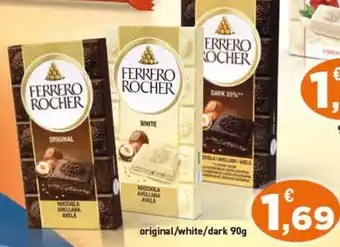 FERRERO
ROCHER
ORIGINAL
NOCCIOLA
AVELLANA
AVELÃ
FERRERO
ROCHER
WHITE
NOCCIOLA
AVELLANA
AVELÃ
FERRERO
ROCHER
DARK 55%**
original/white/dark 90g
€
1,
€
1,69